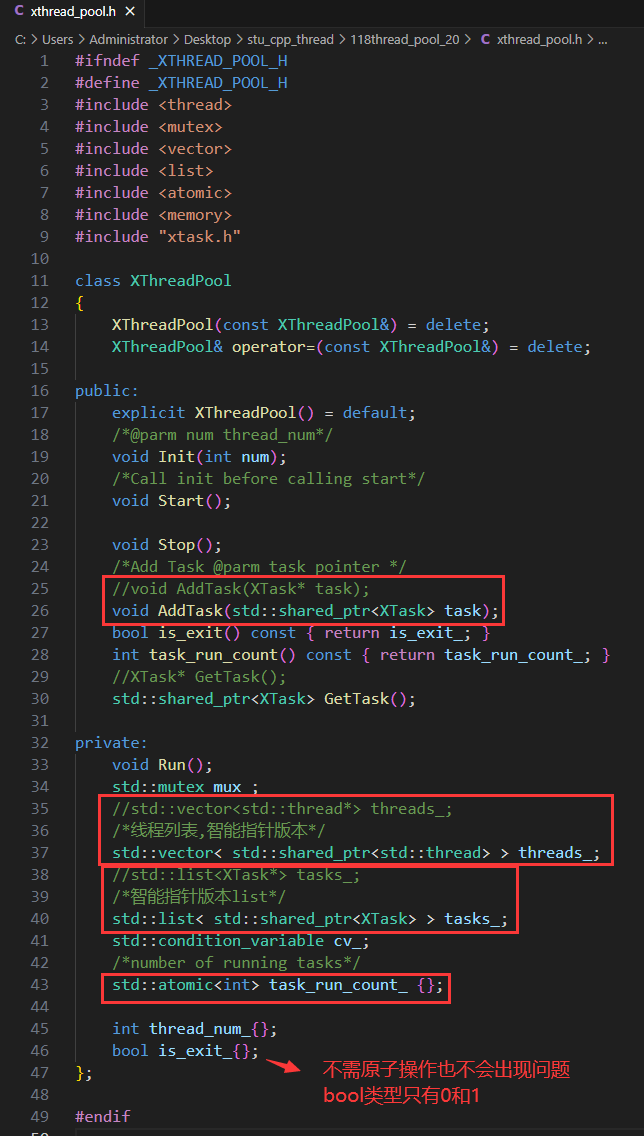 xthread_pool.h ×
C: > Users > Administrator > Desktop > stu_cpp_thread > 118thread_pool_20 > C xthread_pool.h > ...
1 #ifndef _XTHREAD_POOL_H
2 #define _XTHREAD_POOL_H
3 #include <thread>
4 #include <mutex>
5 #include <vector>
6 #include <list>
7 #include <atomic>
8 #include <memory>
9 #include "xtask.h"
10
11 class XThreadPool
12 {
13 XThreadPool(const XThreadPool&) = delete;
14 XThreadPool& operator=(const XThreadPool&) = delete;
15
16 public:
17 explicit XThreadPool() = default;
18 /*@parm num thread_num*/
19 void Init(int num);
20 /*Call init before calling start*/
21 void Start();
22
23 void Stop();
24 /*Add Task @parm task pointer */
25 //void AddTask(XTask* task);
26 void AddTask(std::shared_ptr<XTask> task);
27 bool is_exit() const { return is_exit_; }
28 int task_run_count() const { return task_run_count_; }
29 //XTask* GetTask();
30 std::shared_ptr<XTask> GetTask();
31
32 private:
33 void Run();
34 std::mutex mux_;
35 //std::vector<std::thread*> threads_;
36 /*线程列表,智能指针版本*/
37 std::vector< std::shared_ptr<std::thread> > threads_;
38 //std::list<XTask*> tasks_;
39 /*智能指针版本list*/
40 std::list< std::shared_ptr<XTask> > tasks_;
41 std::condition_variable cv_;
42 /*number of running tasks*/
43 std::atomic<int> task_run_count_ {};
44
45 int thread_num_{};
46 bool is_exit_{};
47 };
不需原子操作也不会出现问题
bool类型只有0和1
48
49 #endif
50